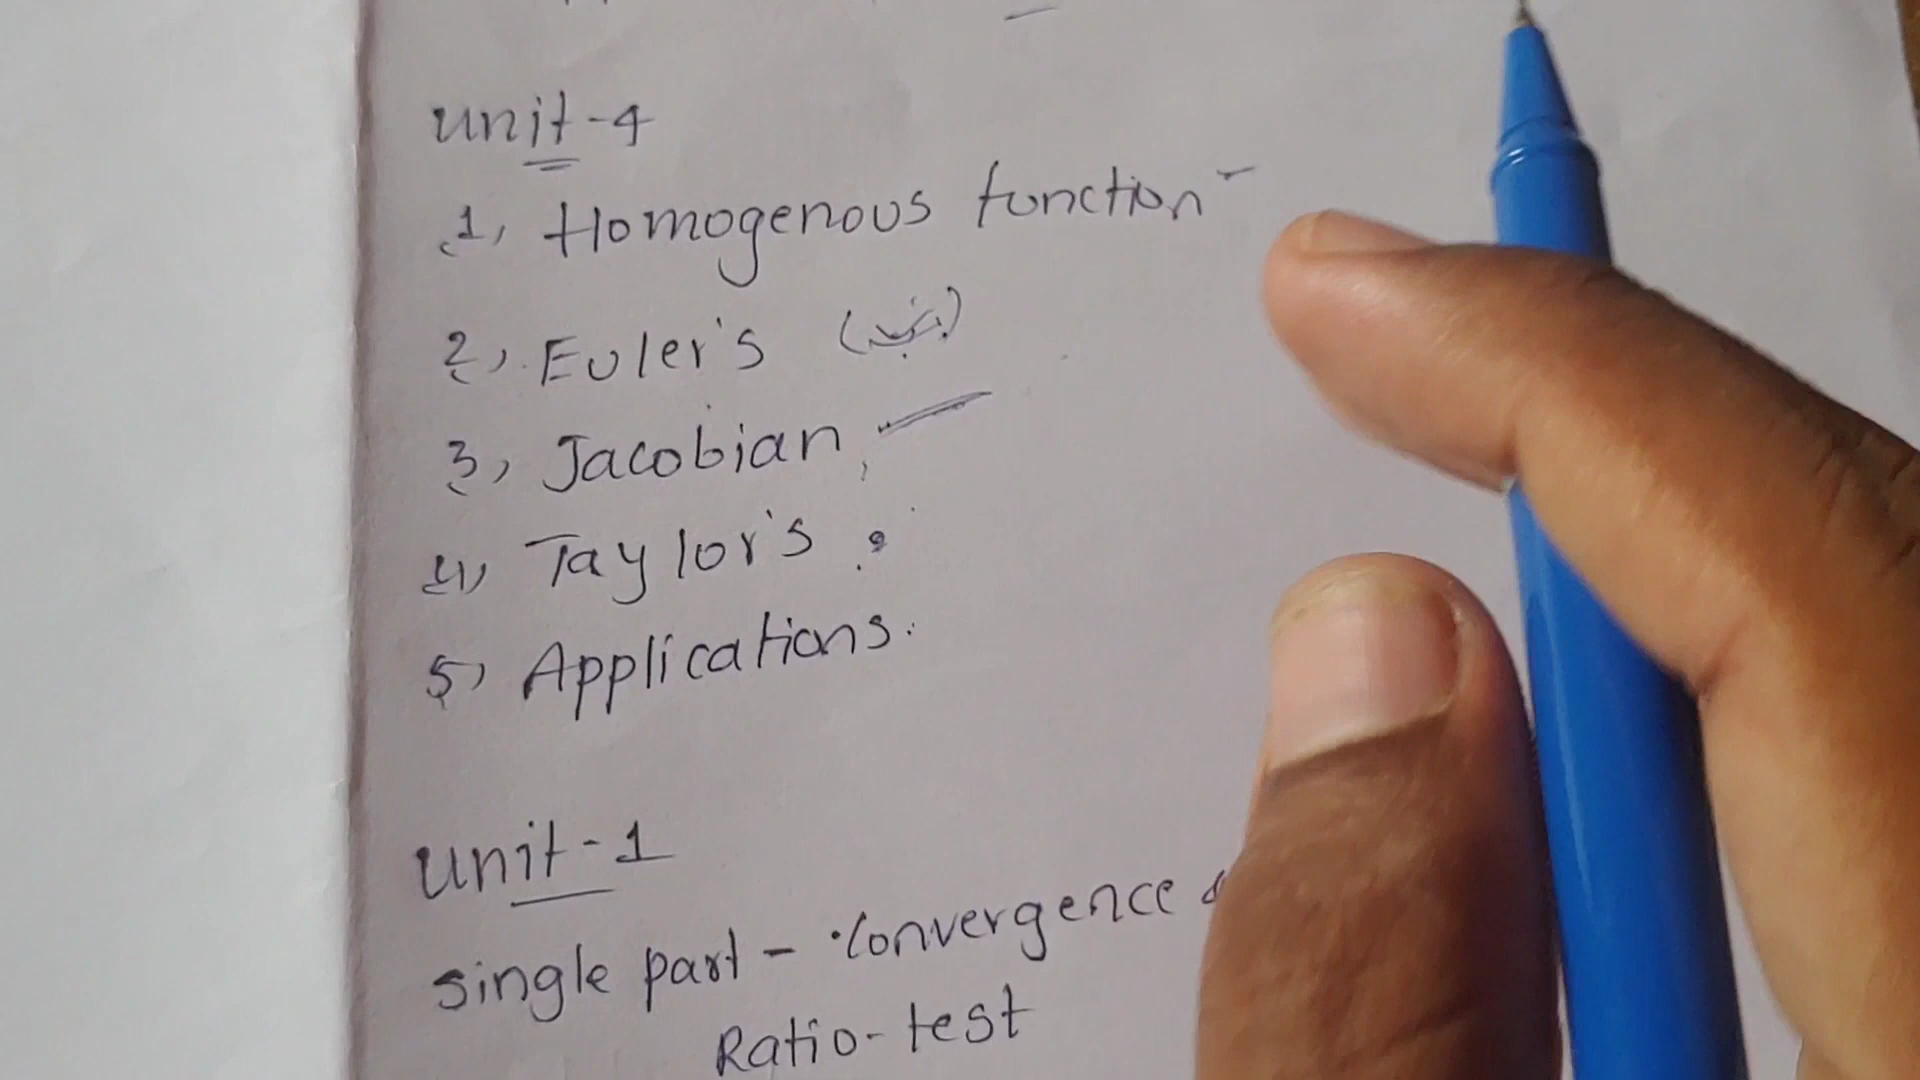 unit-4
1, Homogenous function
2, Euler's
3, Jacobian
4, Taylor's
5, Applications.
unit-1
single part - Convergence
Ratio-test